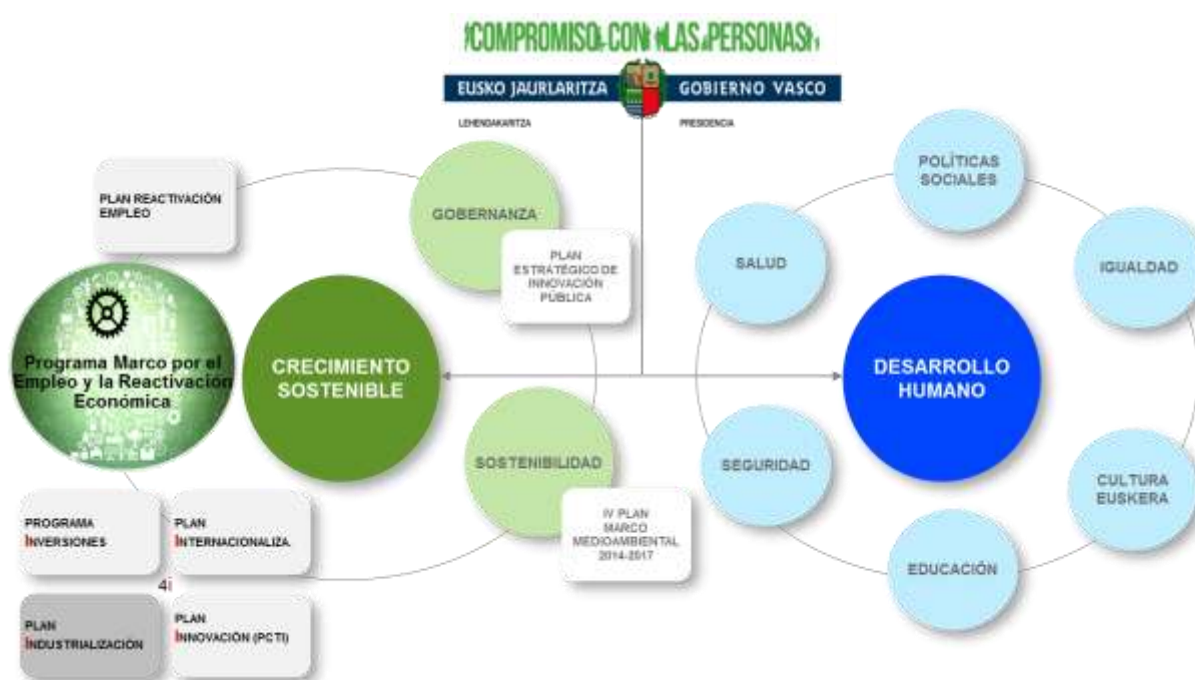 COMPROMISO CON LAS PERSONAS
EUSKO JAURLARITZA
GOBIERNO VASCO
LEHENDAKARITZA
PRESIDENCIA
PLAN REACTIVACIÓN
EMPLEO
GOBERNANZA
PLAN
ESTRATÉGICO DE
INNOVACIÓN
PÚBLICA
Programa Marco por el
Empleo y la Reactivación
Económica
CRECIMIENTO
SOSTENIBLE
SOSTENIBILIDAD
IV PLAN
MARCO
MEDIOAMBIENTAL
2014-2017
PROGRAMA
INVERSIONES
PLAN
INTERNACIONALIZA
4i
PLAN
INDUSTRIALIZACIÓN
PLAN
INNOVACIÓN (PCTI)
POLÍTICAS
SOCIALES
SALUD
IGUALDAD
DESARROLLO
HUMANO
SEGURIDAD
CULTURA
EUSKERA
EDUCACIÓN